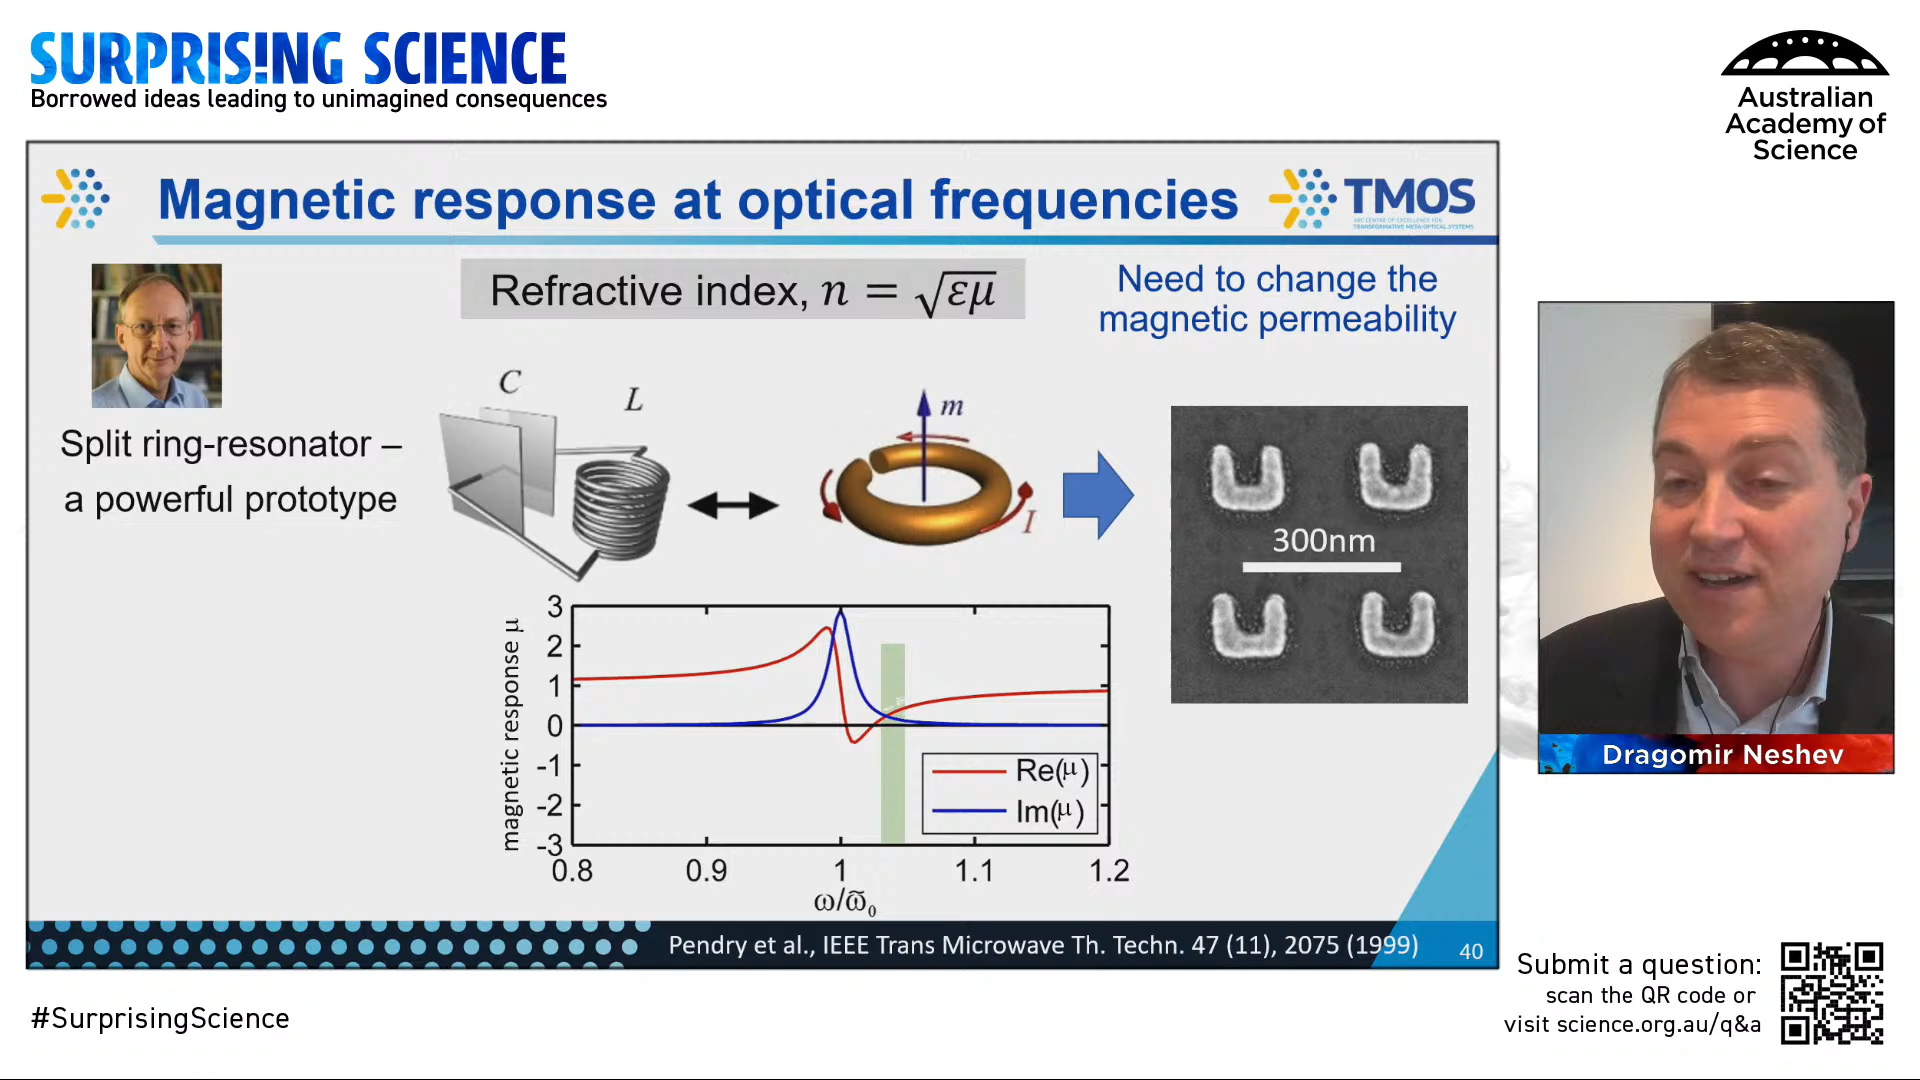 SURPRIS!NG SCIENCE
Borrowed ideas leading to unimagined consequences
Australian
Academy of
Science
Magnetic response at optical frequencies
TMOS
ARC CENTRE OF EXCELLENCE FOR
TRANSFORMATIVE META-OPTICAL SYSTEMS
Refractive index, n = √εμ
Need to change the
magnetic permeability
Split ring-resonator –
a powerful prototype
C
L
m
I
300nm
magnetic response μ
3
2
1
0
-1
-2
-3
0.8
0.9
1
1.1
1.2
ω/ω̃₀
Re(μ)
Im(μ)
Pendry et al., IEEE Trans Microwave Th. Techn. 47 (11), 2075 (1999)
40
Dragomir Neshev
#SurprisingScience
Submit a question:
scan the QR code or
visit science.org.au/q&a